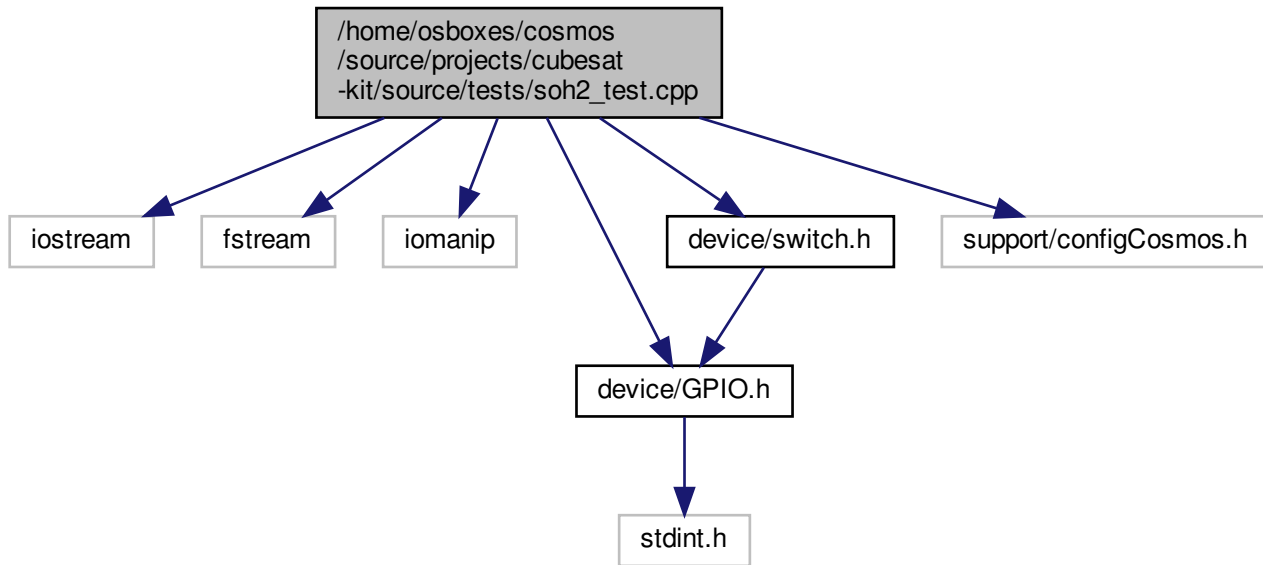 /home/osboxes/cosmos
/source/projects/cubesat
-kit/source/tests/soh2_test.cpp
iostream
fstream
iomanip
device/switch.h
support/configCosmos.h
device/GPIO.h
stdint.h